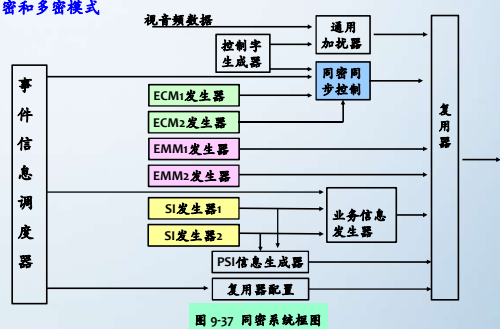 密和多密模式
视音频数据
通用
加扰器
控制字
生成器
同密同
步控制
事
件
信
息
调
度
器
ECM1发生器
ECM2发生器
EMM1发生器
EMM2发生器
SI发生器1
SI发生器2
业务信息
发生器
PSI信息生成器
复用器配置
复
用
器
图 9-37 同密系统框图